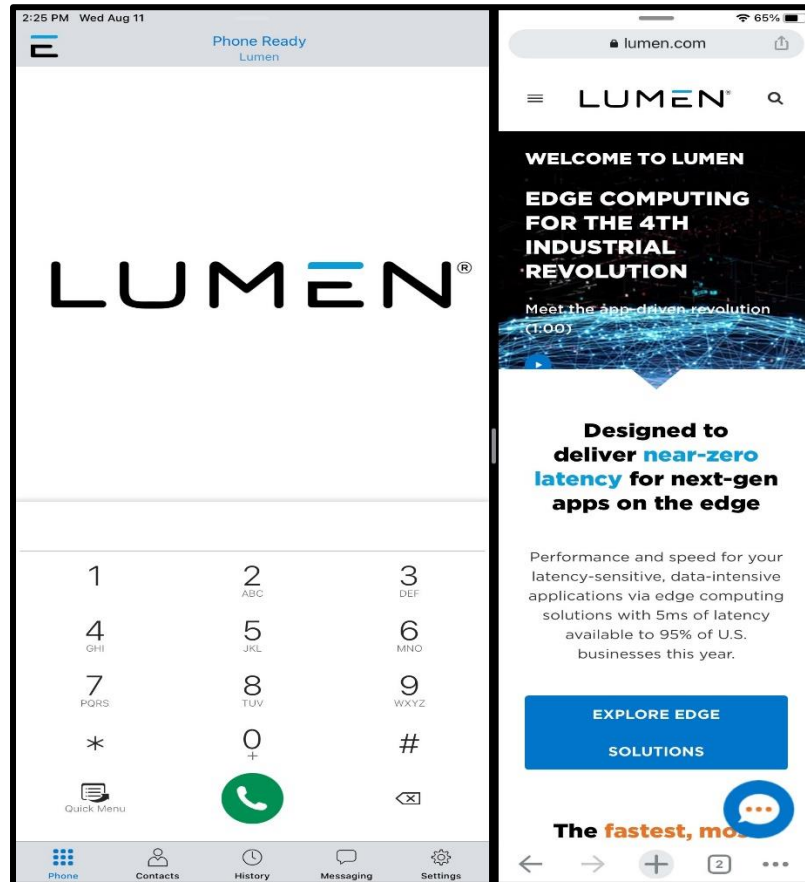 2:25 PM Wed Aug 11
Phone Ready
Lumen
LUMEN®
1
2
ABC
3
DEF
4
GHI
5
JKL
6
MNO
7
PQRS
8
TUV
9
WXYZ
*
0
+
#
Quick Menu
Phone
Contacts
History
Messaging
Settings
65%
lumen.com
LUMEN®
WELCOME TO LUMEN
EDGE COMPUTING
FOR THE 4TH
INDUSTRIAL
REVOLUTION
Meet the app-driven revolution
(1:00)
Designed to
deliver near-zero
latency for next-gen
apps on the edge
Performance and speed for your
latency-sensitive, data-intensive
applications via edge computing
solutions with 5ms of latency
available to 95% of U.S.
businesses this year.
EXPLORE EDGE
SOLUTIONS
The fastest,
2